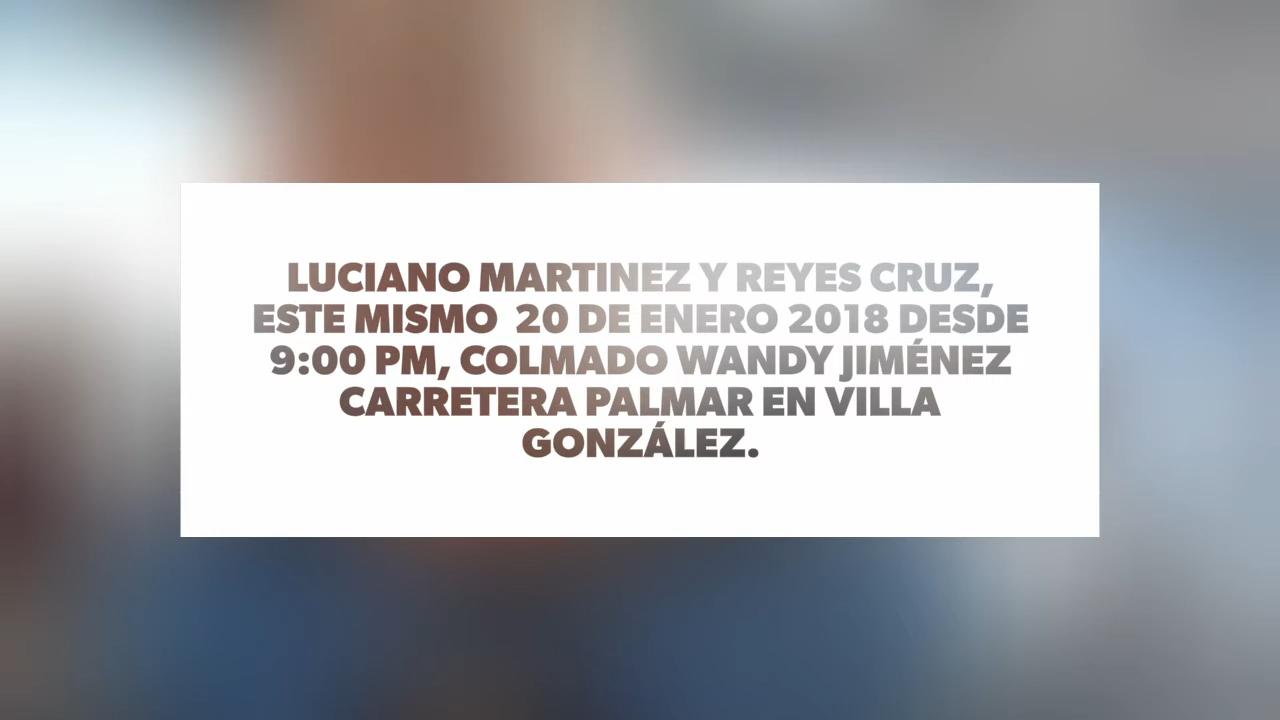 LUCIANO MARTINEZ Y REYES CRUZ,
ESTE MISMO  20 DE ENERO 2018 DESDE
9:00 PM, COLMADO WANDY JIMÉNEZ
CARRETERA PALMAR EN VILLA
GONZÁLEZ.